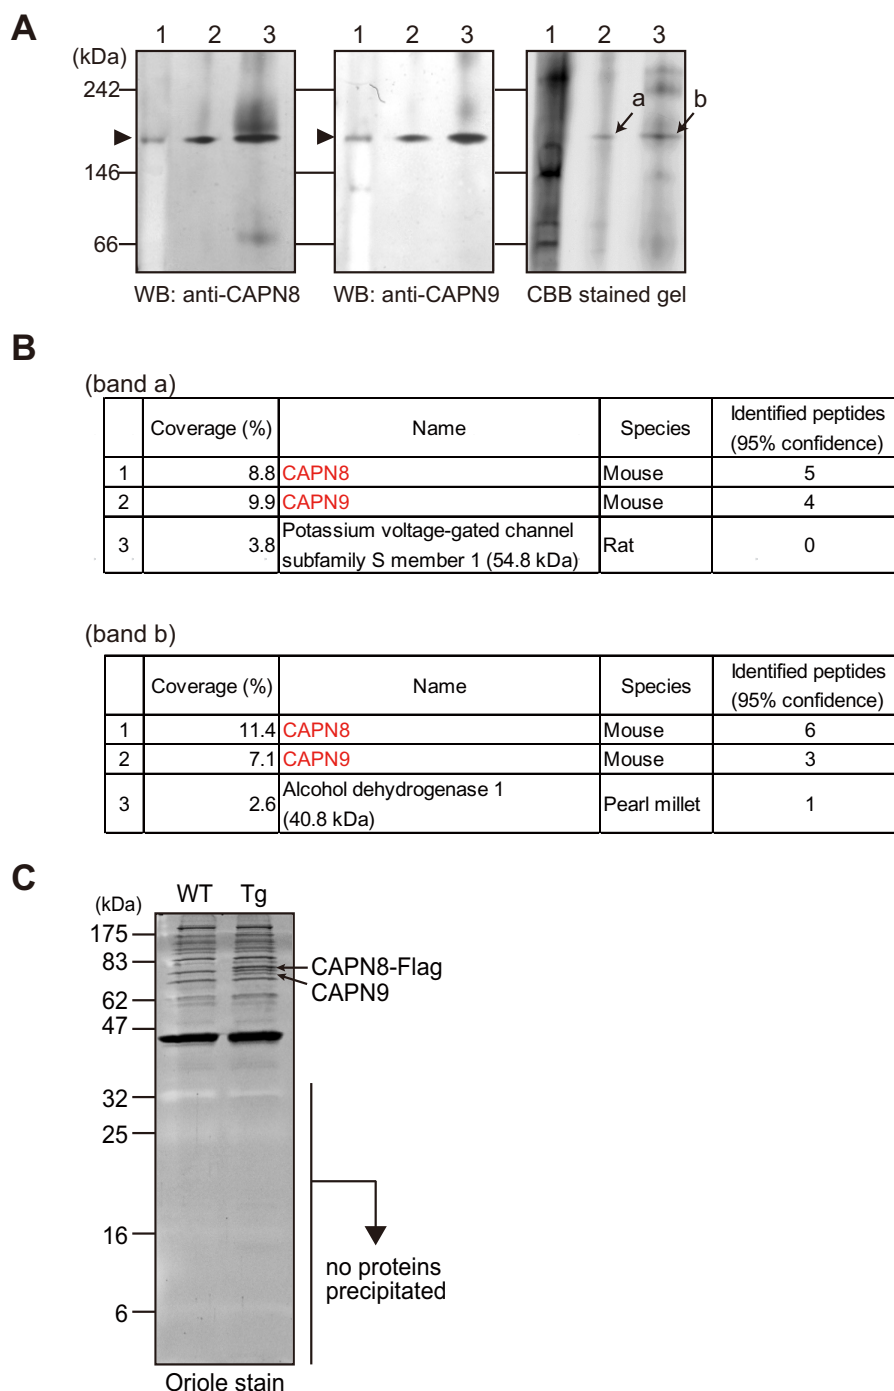 A
(kDa)
1 2 3
1 2 3
1 2 3
242
146
66
a
b
WB: anti-CAPN8
WB: anti-CAPN9
CBB stained gel
B
(band a)
Coverage (%) Name Species Identified peptides (95% confidence)
1 8.8 CAPN8 Mouse 5
2 9.9 CAPN9 Mouse 4
3 3.8 Potassium voltage-gated channel subfamily S member 1 (54.8 kDa) Rat 0
(band b)
Coverage (%) Name Species Identified peptides (95% confidence)
1 11.4 CAPN8 Mouse 6
2 7.1 CAPN9 Mouse 3
3 2.6 Alcohol dehydrogenase 1 (40.8 kDa) Pearl millet 1
C
(kDa)
WT Tg
175
83
62
47
32
25
16
6
CAPN8-Flag
CAPN9
no proteins
precipitated
Oriole stain